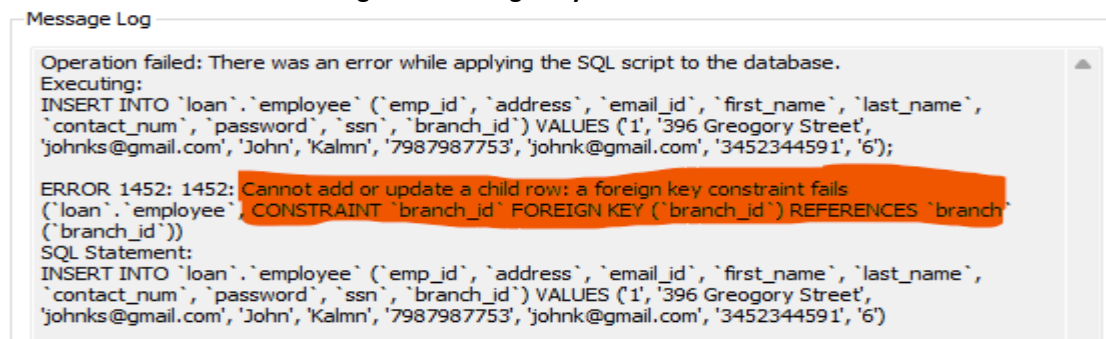 Message Log
Operation failed: There was an error while applying the SQL script to the database.
Executing:
INSERT INTO `loan`.`employee` (`emp_id`, `address`, `email_id`, `first_name`, `last_name`,
`contact_num`, `password`, `ssn`, `branch_id`) VALUES ('1', '396 Greogory Street',
'johnks@gmail.com', 'John', 'Kalmn', '7987987753', 'johnk@gmail.com', '3452344591', '6');
ERROR 1452: 1452: Cannot add or update a child row: a foreign key constraint fails
(`loan`.`employee`, CONSTRAINT `branch_id` FOREIGN KEY (`branch_id`) REFERENCES `branch`
(`branch_id`))
SQL Statement:
INSERT INTO `loan`.`employee` (`emp_id`, `address`, `email_id`, `first_name`, `last_name`,
`contact_num`, `password`, `ssn`, `branch_id`) VALUES ('1', '396 Greogory Street',
'johnks@gmail.com', 'John', 'Kalmn', '7987987753', 'johnk@gmail.com', '3452344591', '6')